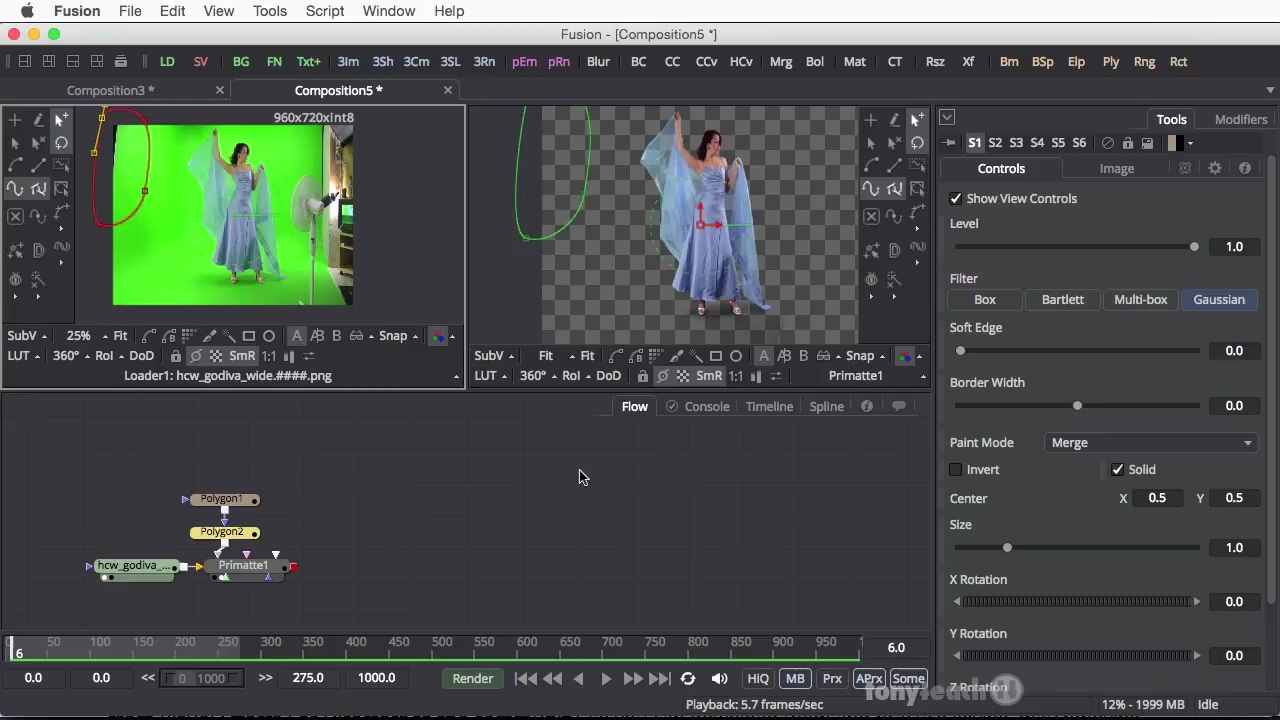 Fusion File Edit View Tools Script Window Help
Fusion - [Composition5 *]
LD SV BG FN Txt+ 3Im 3Sh 3Cm 3SL 3Rn pEm pRn Blur BC CC CCv HCv Mrg Bol Mat CT Rsz Xf Bm BSp Elp Ply Rng Rct
Composition3 * Composition5 *
960x720xint8
SubV 25% Fit A A/B B Snap
LUT 360° RoI DoD SmR 1:1
Loader1: hcw_godiva_wide.####.png
SubV Fit Fit A A/B B Snap
LUT 360° RoI DoD SmR 1:1 Primatte1
Tools Modifiers
S1 S2 S3 S4 S5 S6
Controls Image
Show View Controls
Level
1.0
Filter
Box Bartlett Multi-box Gaussian
Soft Edge
0.0
Border Width
0.0
Paint Mode Merge
Invert Solid
Center X 0.5 Y 0.5
Size
1.0
X Rotation
0.0
Y Rotation
0.0
Z Rotation
Flow Console Timeline Spline
Polygon1
Polygon2
hcw_godiva_... Primatte1
50 100 150 200 250 300 350 400 450 500 550 600 650 700 750 800 850 900 950
6 6.0
0.0 0.0 << 0 1000 >> 275.0 1000.0 Render HiQ MB Prx APrx Some
Playback: 5.7 frames/sec 12% - 1999 MB Idle